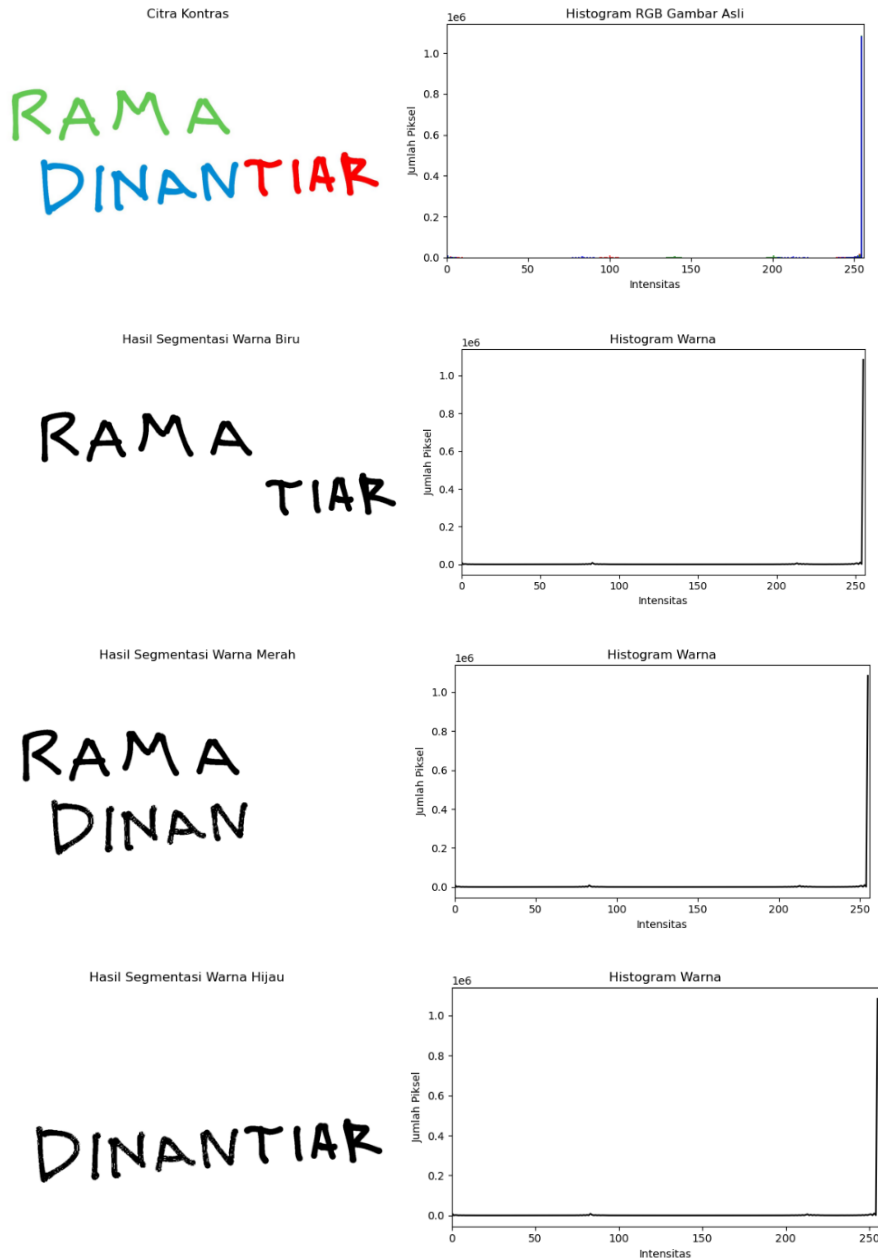 Citra Kontras
Histogram RGB Gambar Asli
1e6
1.0
0.8
0.6
0.4
0.2
0.0
Jumlah Piksel
0 50 100 150 200 250
Intensitas
RAMA
DINANTIAR
Hasil Segmentasi Warna Biru
Histogram Warna
1e6
1.0
0.8
0.6
0.4
0.2
0.0
Jumlah Piksel
0 50 100 150 200 250
Intensitas
RAMA
TIAR
Hasil Segmentasi Warna Merah
Histogram Warna
1e6
1.0
0.8
0.6
0.4
0.2
0.0
Jumlah Piksel
0 50 100 150 200 250
Intensitas
RAMA
DINAN
Hasil Segmentasi Warna Hijau
Histogram Warna
1e6
1.0
0.8
0.6
0.4
0.2
0.0
Jumlah Piksel
0 50 100 150 200 250
Intensitas
DINANTIAR